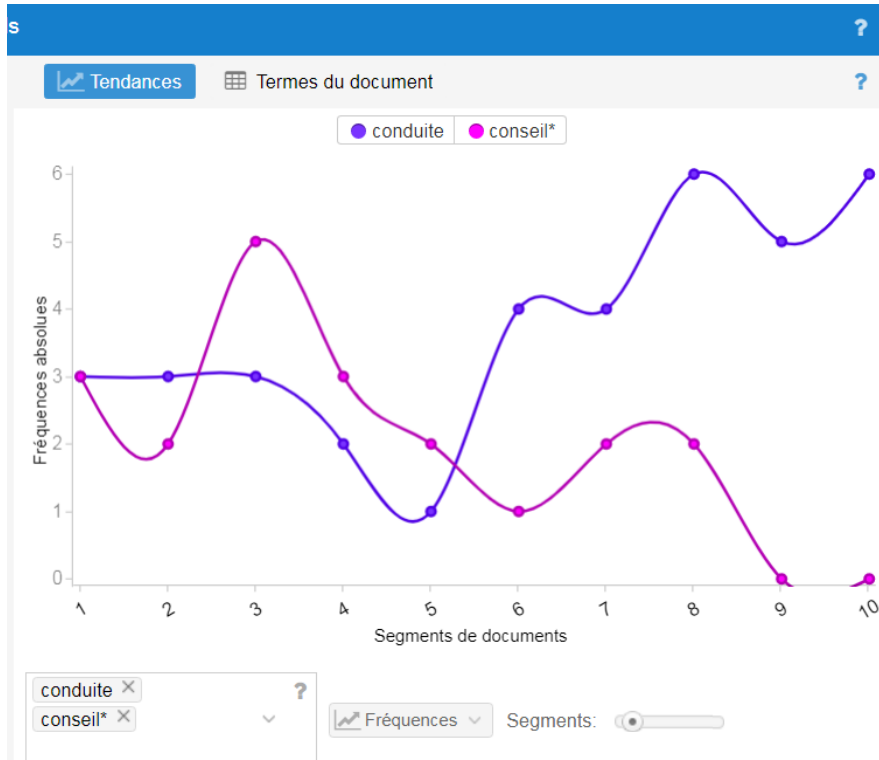 s ?
Tendances Termes du document ?
conduite conseil*
6
5
4
3
2
1
0
Fréquences absolues
1 2 3 4 5 6 7 8 9 10
Segments de documents
conduite × ?
conseil* ×
Fréquences Segments: